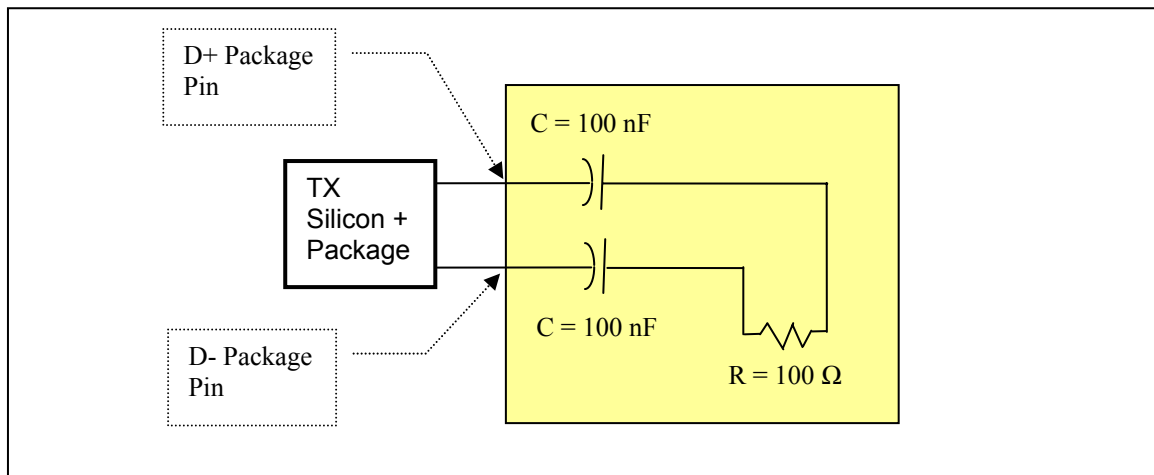 D+ Package
Pin
C = 100 nF
TX
Silicon +
Package
C = 100 nF
D- Package
Pin
R = 100 Ω